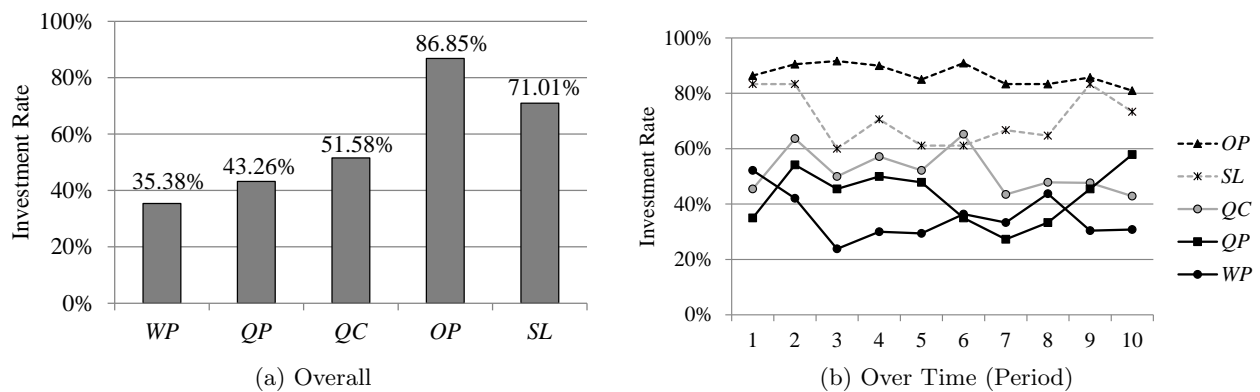 100%
80%
60%
40%
20%
0%
Investment Rate
35.38%
43.26%
51.58%
86.85%
71.01%
WP QP QC OP SL
(a) Overall
100%
80%
60%
40%
20%
0%
Investment Rate
1 2 3 4 5 6 7 8 9 10
OP
SL
QC
QP
WP
(b) Over Time (Period)